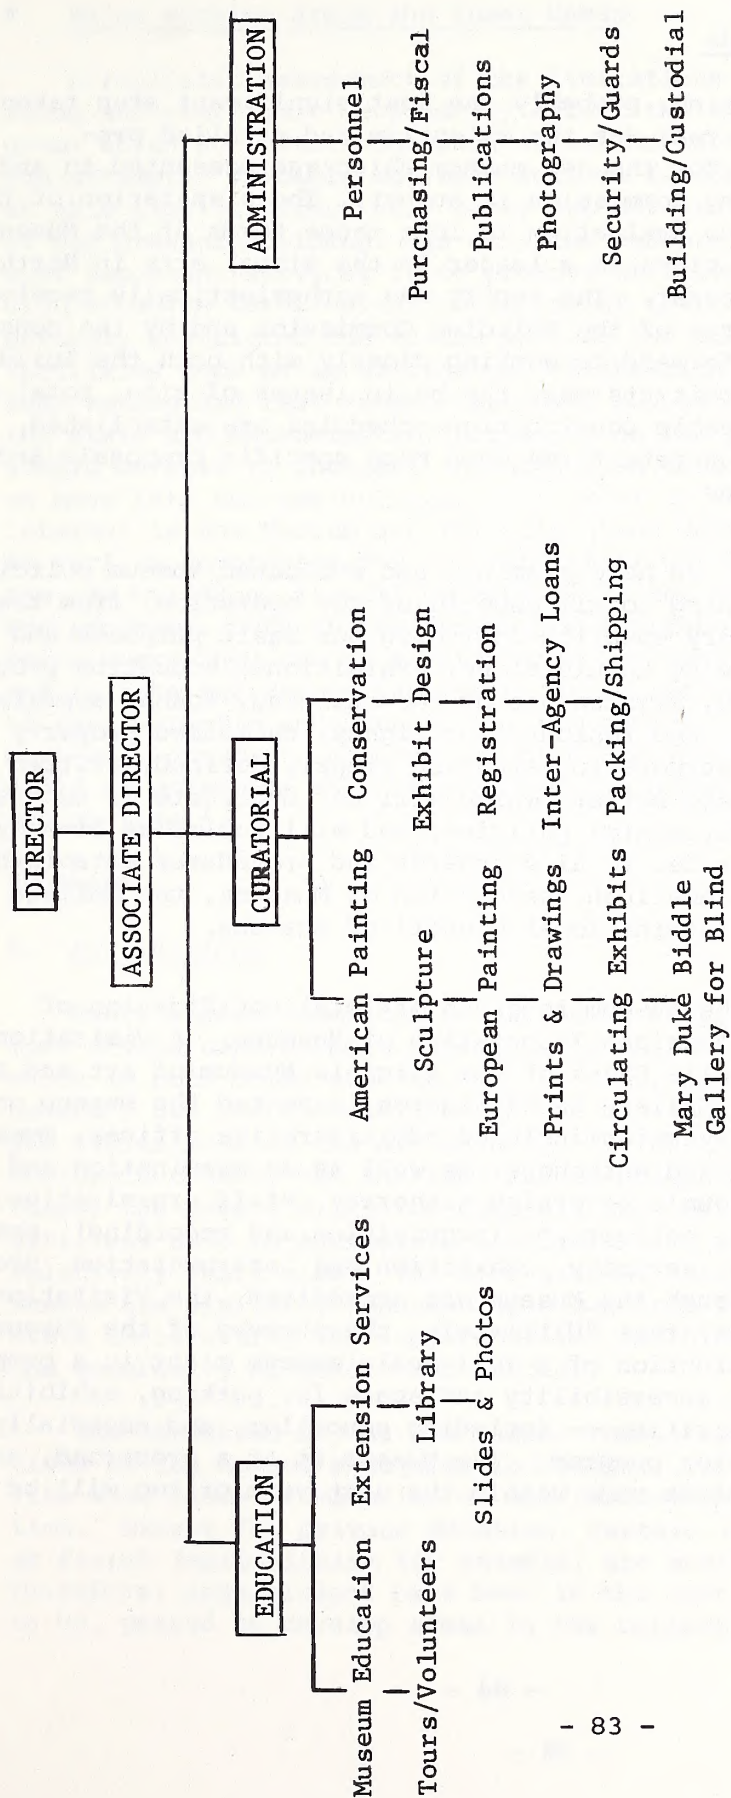 DIRECTOR
ASSOCIATE DIRECTOR
EDUCATION
CURATORIAL
ADMINISTRATION
Museum Education
Tours/Volunteers
Extension Services
Library
Slides & Photos
American Painting
Sculpture
European Painting
Prints & Drawings
Circulating Exhibits
Mary Duke Biddle
Gallery for Blind
Conservation
Exhibit Design
Registration
Inter-Agency Loans
Packing/Shipping
Personnel
Purchasing/Fiscal
Publications
Photography
Security/Guards
Building/Custodial
- 83 -